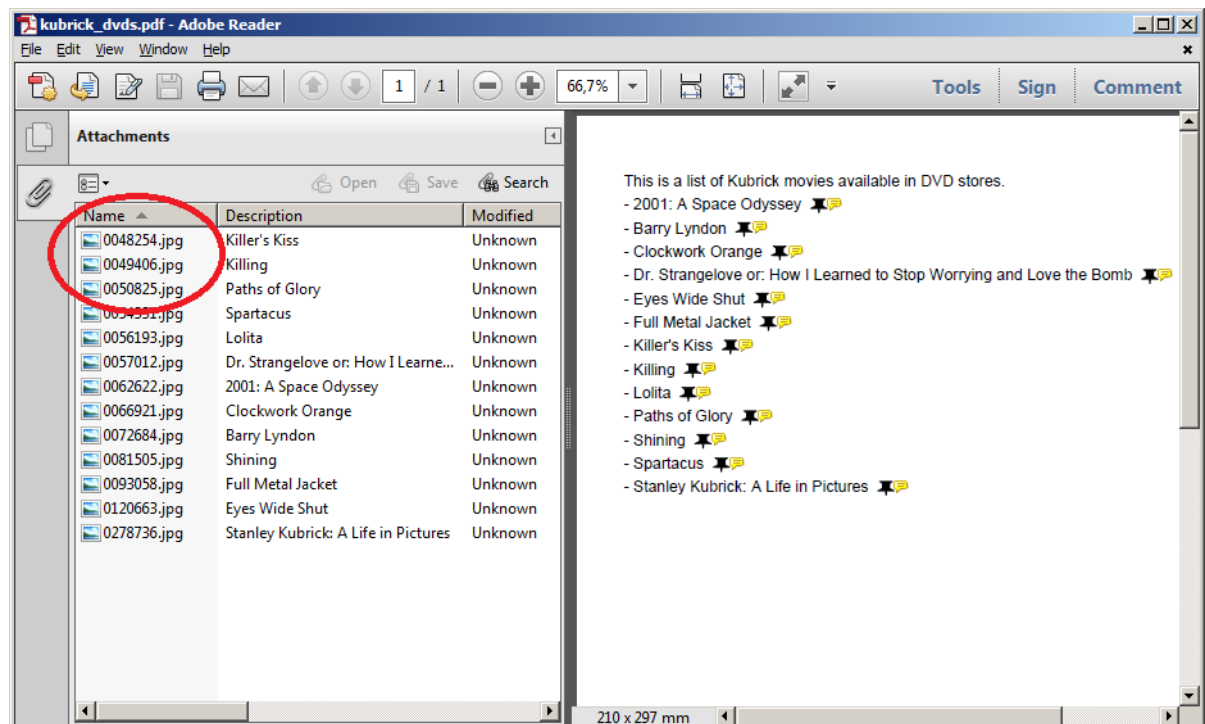 kubrick_dvds.pdf - Adobe Reader
File Edit View Window Help
1 / 1 66,7% Tools Sign Comment
Attachments
Open Save Search
Name Description Modified
0048254.jpg Killer's Kiss Unknown
0049406.jpg Killing Unknown
0050825.jpg Paths of Glory Unknown
Spartacus Unknown
0056193.jpg Lolita Unknown
0057012.jpg Dr. Strangelove or: How I Learne... Unknown
0062622.jpg 2001: A Space Odyssey Unknown
0066921.jpg Clockwork Orange Unknown
0072684.jpg Barry Lyndon Unknown
0081505.jpg Shining Unknown
0093058.jpg Full Metal Jacket Unknown
0120663.jpg Eyes Wide Shut Unknown
0278736.jpg Stanley Kubrick: A Life in Pictures Unknown
This is a list of Kubrick movies available in DVD stores.
- 2001: A Space Odyssey
- Barry Lyndon
- Clockwork Orange
- Dr. Strangelove or: How I Learned to Stop Worrying and Love the Bomb
- Eyes Wide Shut
- Full Metal Jacket
- Killer's Kiss
- Killing
- Lolita
- Paths of Glory
- Shining
- Spartacus
- Stanley Kubrick: A Life in Pictures
210 x 297 mm